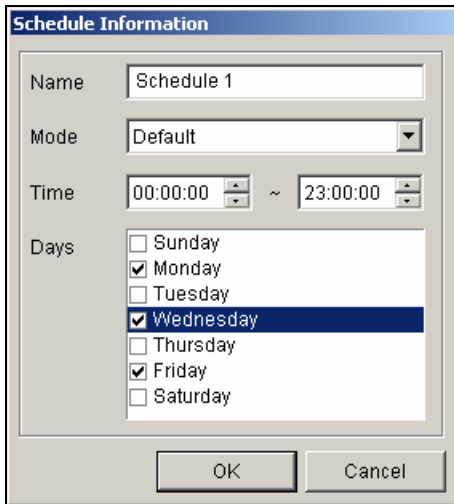 Schedule Information
Name Schedule 1
Mode Default
Time 00:00:00 ~ 23:00:00
Days
Sunday
Monday
Tuesday
Wednesday
Thursday
Friday
Saturday
OK Cancel